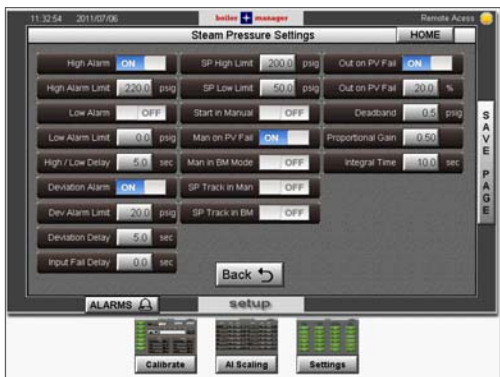 11:32:54 2011/07/06
boiler manager
Remote Acess
Steam Pressure Settings
HOME
High Alarm ON
High Alarm Limit 220.0 psig
Low Alarm OFF
Low Alarm Limit 0.0 psig
High / Low Delay 5.0 sec
Deviation Alarm ON
Dev Alarm Limit 20.0 psig
Deviation Delay 5.0 sec
Input Fail Delay 0.0 sec
SP High Limit 200.0 psig
SP Low Limit 50.0 psig
Start in Manual OFF
Man on PV Fail ON
Man in BM Mode OFF
SP Track in Man OFF
SP Track in BM OFF
Out on PV Fail ON
Out on PV Fail 20.0 %
Deadband 0.5 psig
Proportional Gain 0.50
Integral Time 10.0 sec
SAVE PAGE
Back
ALARMS
setup
Calibrate
AI Scaling
Settings